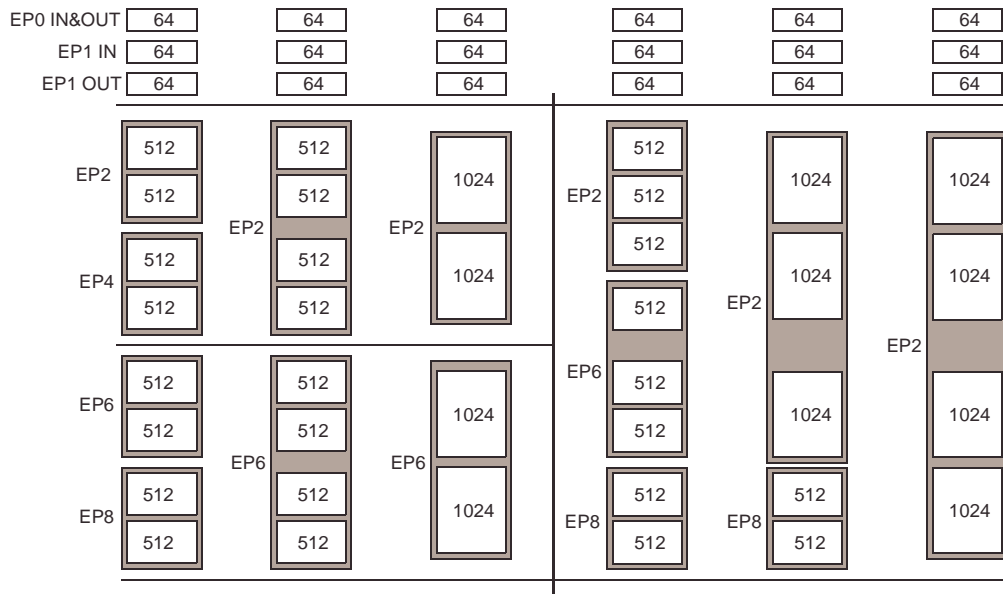 EP0 IN&OUT 64 64 64 64 64 64
EP1 IN 64 64 64 64 64 64
EP1 OUT 64 64 64 64 64 64
EP2 512 512
EP4 512 512
EP6 512 512
EP8 512 512
EP2 512 512 512 512
EP6 512 512 512 512
EP2 1024 1024
EP6 1024 1024
EP2 512 512 512
EP6 512 512 512
EP8 512 512
EP2 1024 1024 1024
EP8 512 512
EP2 1024 1024 1024 1024